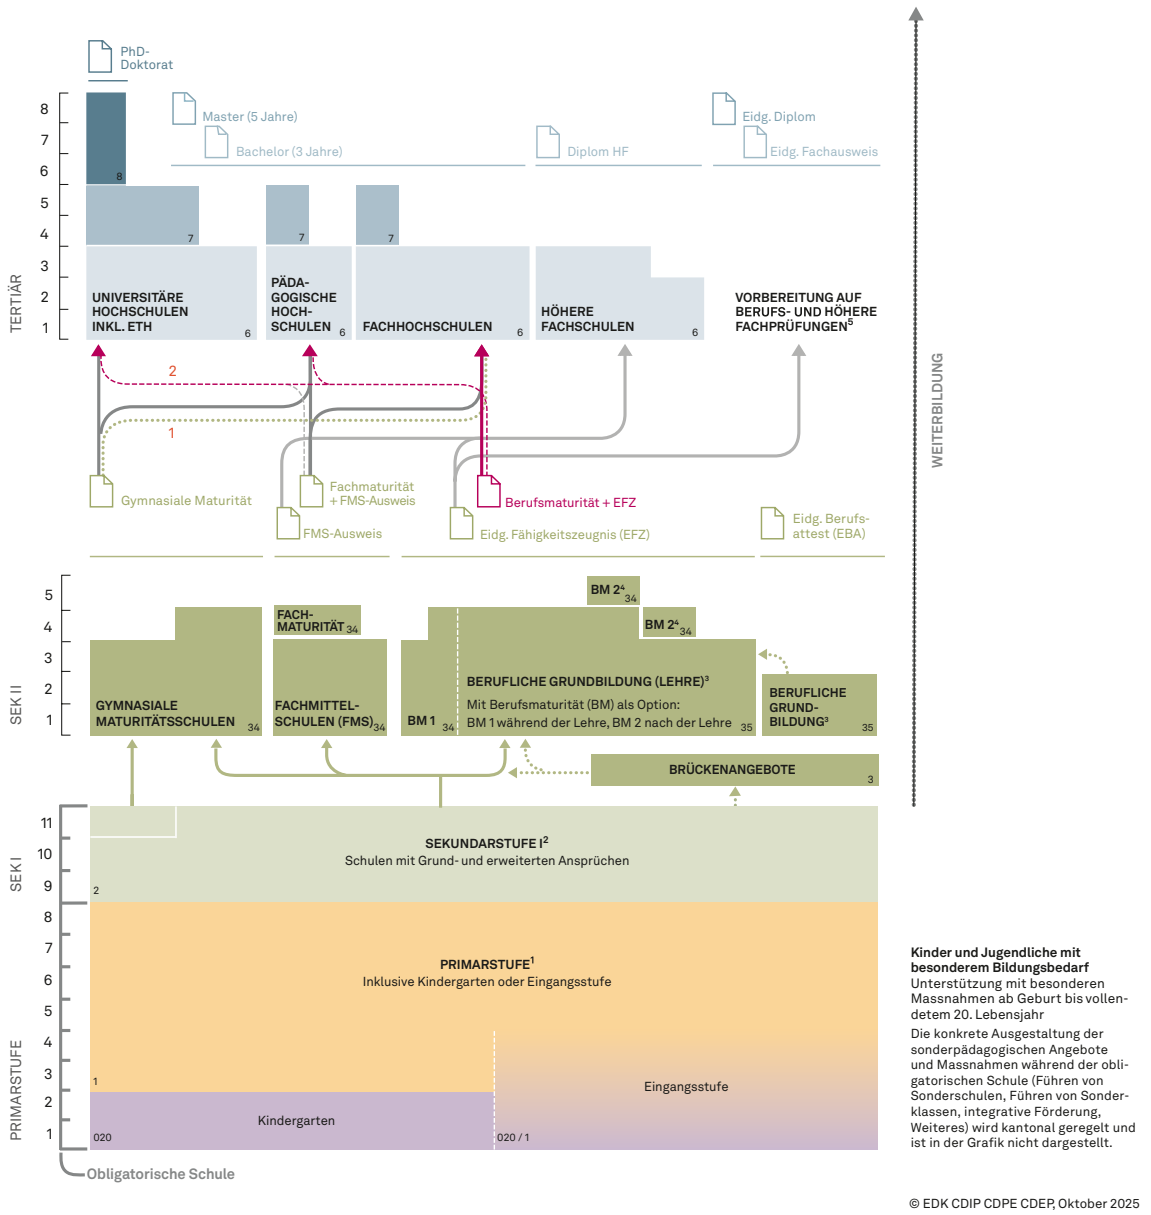 PhD-
Doktorat
Master (5 Jahre)
Bachelor (3 Jahre)
Diplom HF
Eidg. Diplom
Eidg. Fachausweis
8
7
6
5
4
3
2
1
TERTIÄR
8
7
7
7
UNIVERSITÄRE
HOCHSCHULEN
INKL. ETH
6
PÄDA-
GOGISCHE
HOCH-
SCHULEN
6
FACHHOCHSCHULEN
6
HÖHERE
FACHSCHULEN
6
VORBEREITUNG AUF
BERUFS- UND HÖHERE
FACHPRÜFUNGEN⁵
2
1
WEITERBILDUNG
Gymnasiale Maturität
Fachmaturität
+ FMS-Ausweis
Berufsmaturität + EFZ
FMS-Ausweis
Eidg. Fähigkeitszeugnis (EFZ)
Eidg. Berufs-
attest (EBA)
5
4
3
2
1
SEK II
GYMNASIALE
MATURITÄTSSCHULEN
34
FACH-
MATURITÄT
34
FACHMITTEL-
SCHULEN (FMS)
34
BM 1
34
BM 2⁴
34
BM 2⁴
34
BERUFLICHE GRUNDBILDUNG (LEHRE)³
Mit Berufsmaturität (BM) als Option:
BM 1 während der Lehre, BM 2 nach der Lehre
35
BERUFLICHE
GRUND-
BILDUNG³
35
BRÜCKENANGEBOTE
3
11
10
9
SEK I
SEKUNDARSTUFE I²
Schulen mit Grund- und erweiterten Ansprüchen
2
8
7
6
5
4
3
2
1
PRIMARSTUFE
PRIMARSTUFE¹
Inklusive Kindergarten oder Eingangsstufe
1
Kindergarten
020
Eingangsstufe
020 / 1
Obligatorische Schule
Kinder und Jugendliche mit
besonderem Bildungsbedarf
Unterstützung mit besonderen
Massnahmen ab Geburt bis vollen-
detem 20. Lebensjahr
Die konkrete Ausgestaltung der
sonderpädagogischen Angebote
und Massnahmen während der obli-
gatorischen Schule (Führen von
Sonderschulen, Führen von Sonder-
klassen, integrative Förderung,
Weiteres) wird kantonal geregelt und
ist in der Grafik nicht dargestellt.
© EDK CDIP CDPE CDEP, Oktober 2025